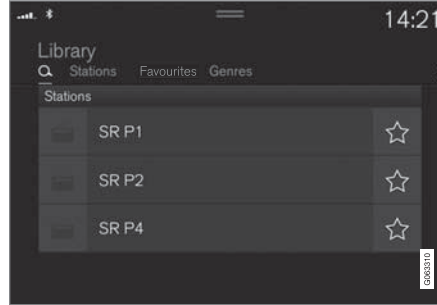 14:21
Library
Stations Favourites Genres
Stations
SR P1
SR P2
SR P4
G063310